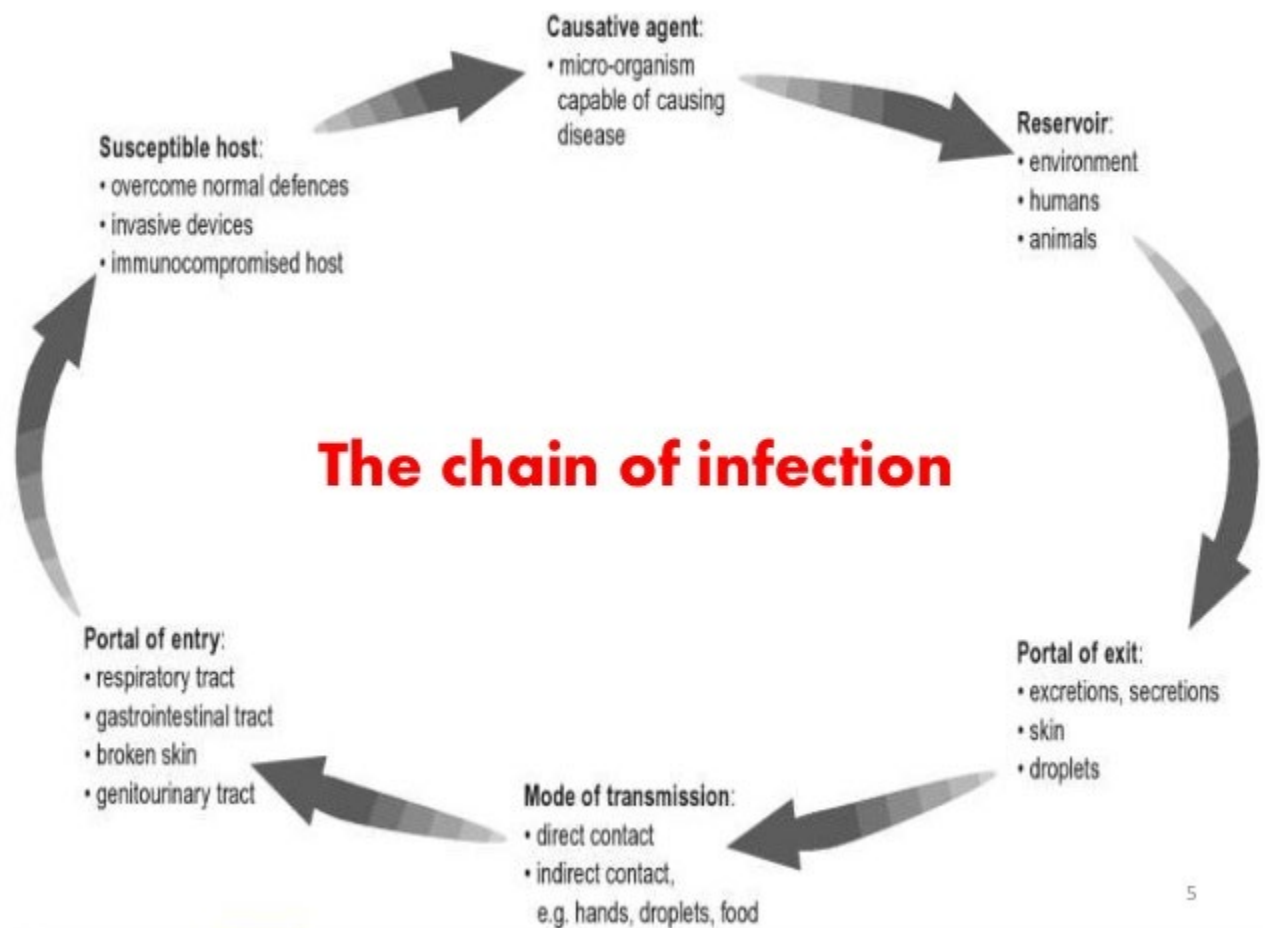 Causative agent:
• micro-organism
capable of causing
disease
Reservoir:
• environment
• humans
• animals
Portal of exit:
• excretions, secretions
• skin
• droplets
Mode of transmission:
• direct contact
• indirect contact,
e.g. hands, droplets, food
Portal of entry:
• respiratory tract
• gastrointestinal tract
• broken skin
• genitourinary tract
Susceptible host:
• overcome normal defences
• invasive devices
• immunocompromised host
The chain of infection
5